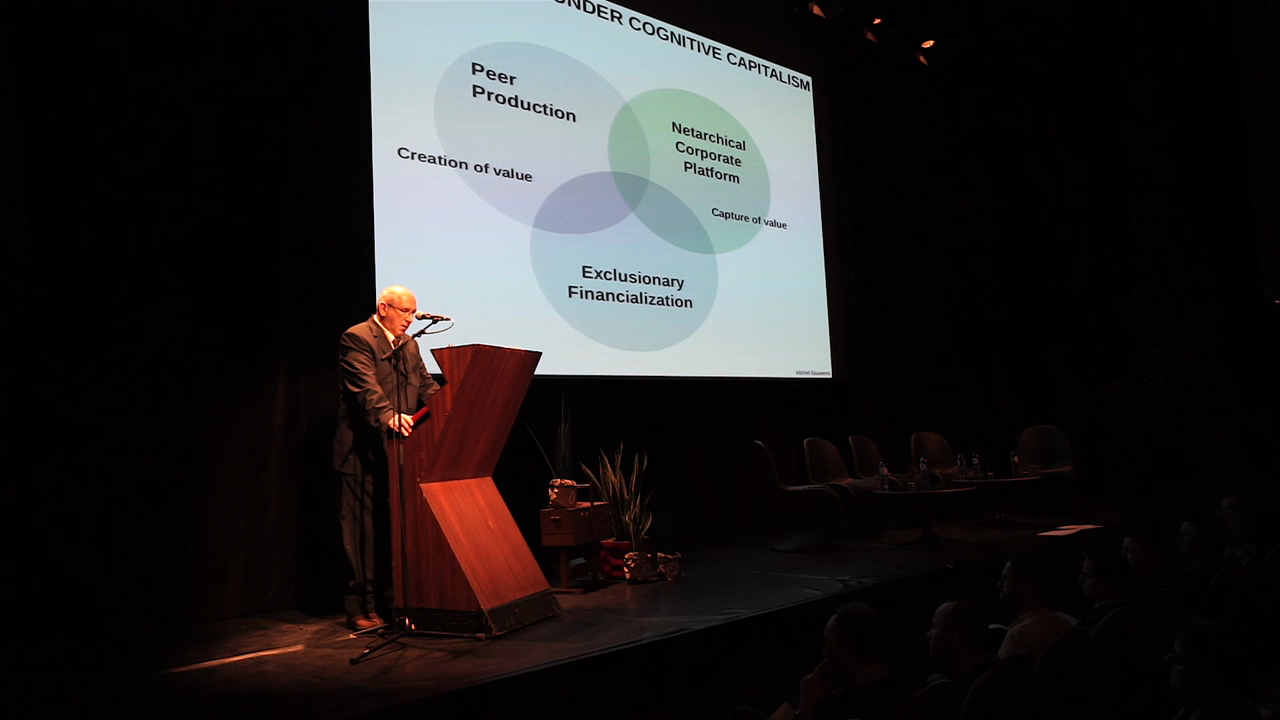 UNDER COGNITIVE CAPITALISM
Peer
Production
Creation of value
Netarchical
Corporate
Platform
Capture of value
Exclusionary
Financialization
Michel Bauwens